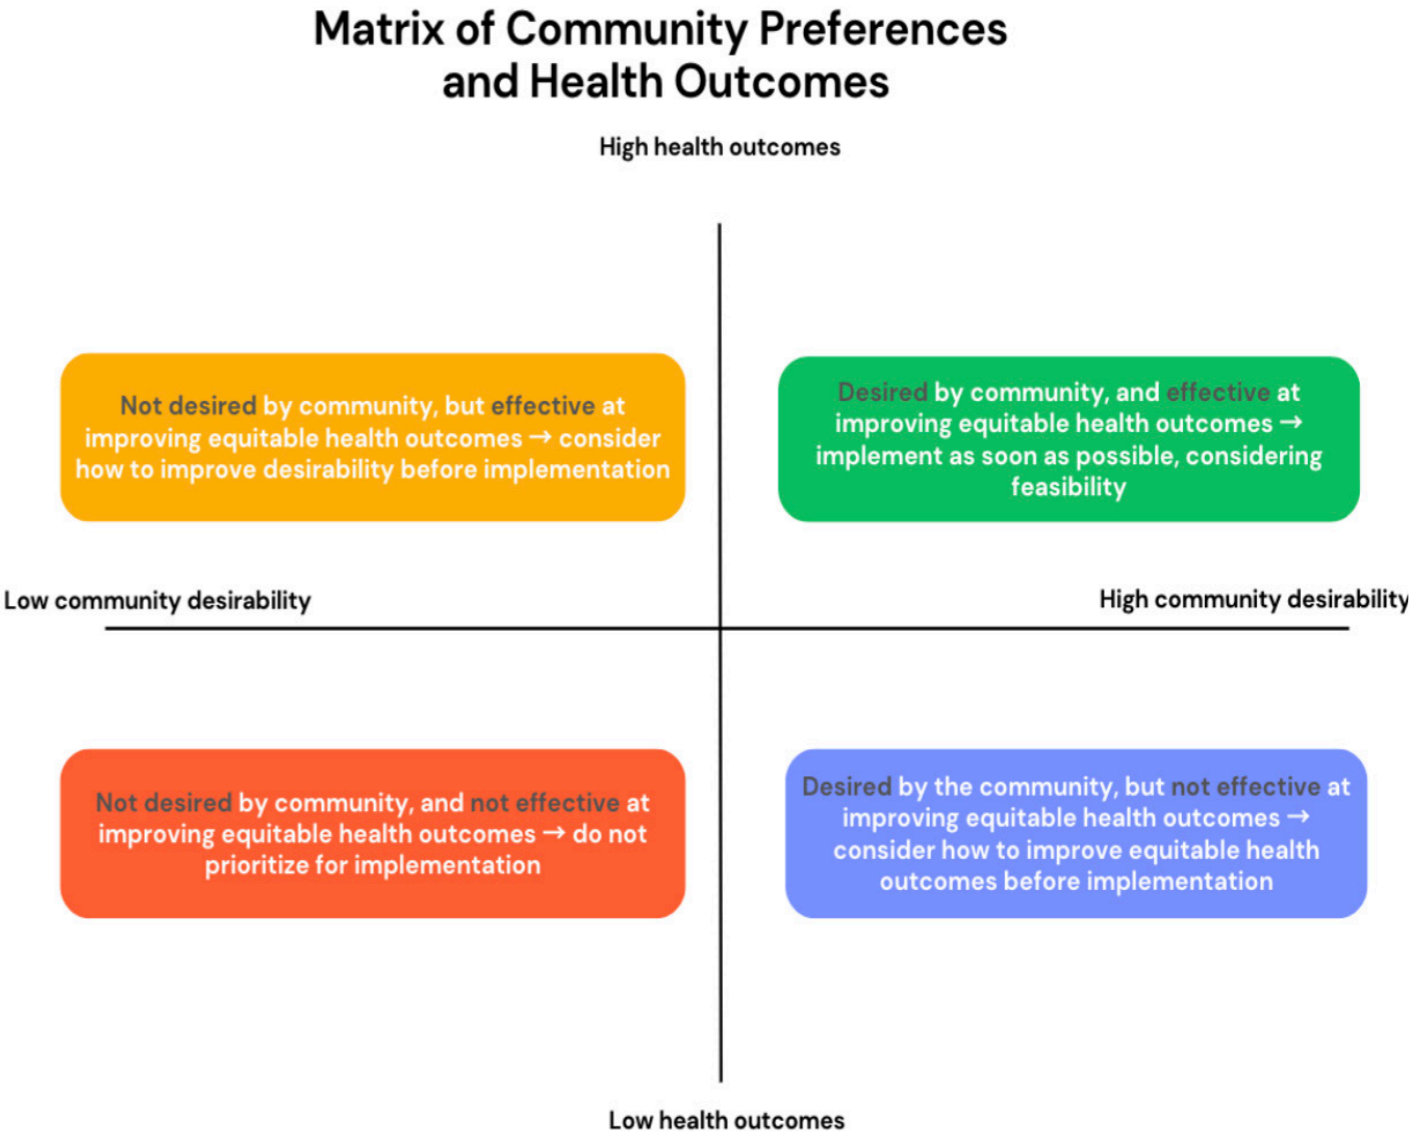 Matrix of Community Preferences
and Health Outcomes
High health outcomes
Not desired by community, but effective at
improving equitable health outcomes → consider
how to improve desirability before implementation
Desired by community, and effective at
improving equitable health outcomes →
implement as soon as possible, considering
feasibility
Low community desirability
High community desirability
Not desired by community, and not effective at
improving equitable health outcomes → do not
prioritize for implementation
Desired by the community, but not effective at
improving equitable health outcomes →
consider how to improve equitable health
outcomes before implementation
Low health outcomes